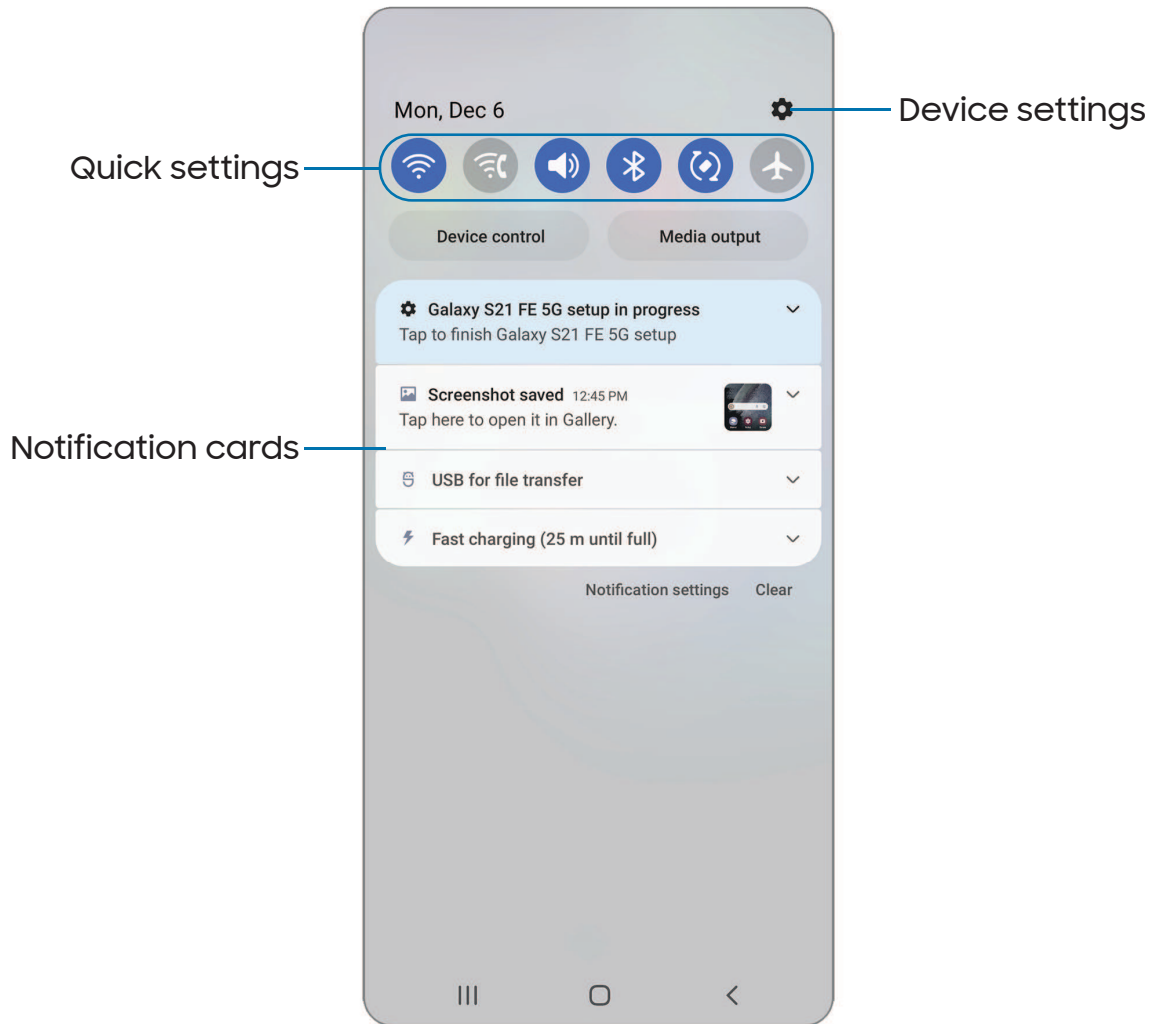 Mon, Dec 6
Device settings
Quick settings
Device control
Media output
Galaxy S21 FE 5G setup in progress
Tap to finish Galaxy S21 FE 5G setup
Screenshot saved 12:45 PM
Tap here to open it in Gallery.
Notification cards
USB for file transfer
Fast charging (25 m until full)
Notification settings
Clear